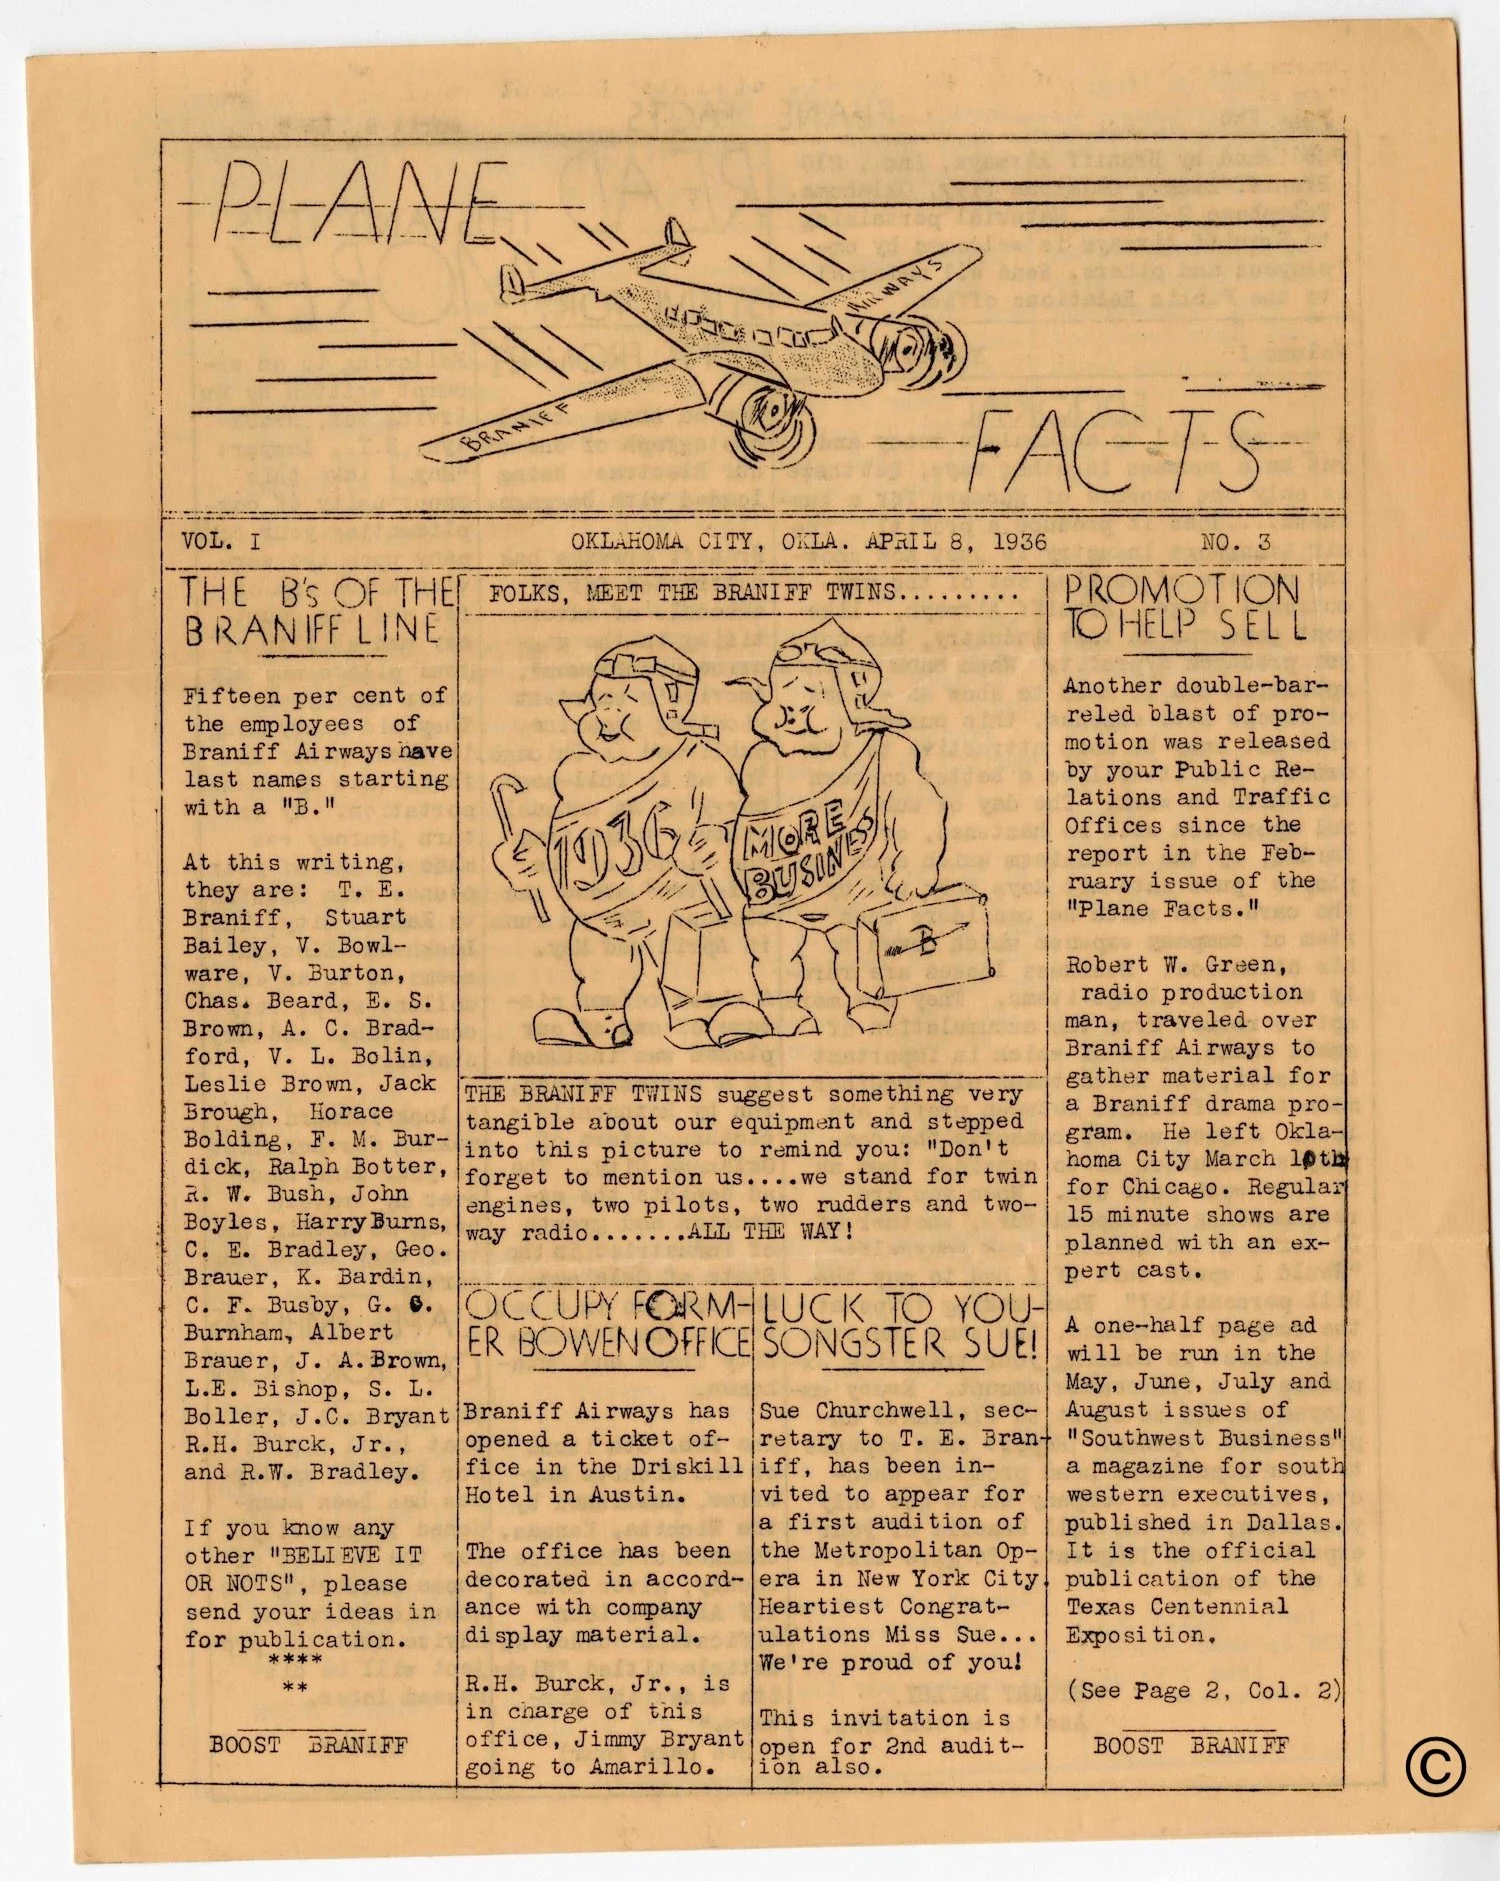 PLANE
AIRWAYS
BRANIFF
FACTS
VOL. I OKLAHOMA CITY, OKLA. APRIL 8, 1936 NO. 3
THE B's OF THE
BRANIFF LINE
Fifteen per cent of
the employees of
Braniff Airways have
last names starting
with a "B."
At this writing,
they are: T. E.
Braniff, Stuart
Bailey, V. Bowl-
ware, V. Burton,
Chas. Beard, E. S.
Brown, A. C. Brad-
ford, V. L. Bolin,
Leslie Brown, Jack
Brough, Horace
Bolding, F. M. Bur-
dick, Ralph Botter,
R. W. Bush, John
Boyles, Harry Burns,
C. E. Bradley, Geo.
Brauer, K. Bardin,
C. F. Busby, G.
Burnham, Albert
Brauer, J. A. Brown,
L.E. Bishop, S. L.
Boller, J.C. Bryant
R.H. Burck, Jr.,
and R.W. Bradley.
If you know any
other "BELIEVE IT
OR NOTS", please
send your ideas in
for publication.
****
**
BOOST BRANIFF
FOLKS, MEET THE BRANIFF TWINS.........
1936
MORE
BUSINESS
B
THE BRANIFF TWINS suggest something very
tangible about our equipment and stepped
into this picture to remind you: "Don't
forget to mention us....we stand for twin
engines, two pilots, two rudders and two-
way radio.......ALL THE WAY!
OCCUPY FORM-
ER BOWEN OFFICE
Braniff Airways has
opened a ticket of-
fice in the Driskill
Hotel in Austin.
The office has been
decorated in accord-
ance with company
display material.
R.H. Burck, Jr., is
in charge of this
office, Jimmy Bryant
going to Amarillo.
LUCK TO YOU-
SONGSTER SUE!
Sue Churchwell, sec-
retary to T. E. Bran-
iff, has been in-
vited to appear for
a first audition of
the Metropolitan Op-
era in New York City.
Heartiest Congrat-
ulations Miss Sue...
We're proud of you!
This invitation is
open for 2nd audit-
ion also.
PROMOTION
TO HELP SELL
Another double-bar-
reled blast of pro-
motion was released
by your Public Re-
lations and Traffic
Offices since the
report in the Feb-
ruary issue of the
"Plane Facts."
Robert W. Green,
radio production
man, traveled over
Braniff Airways to
gather material for
a Braniff drama pro-
gram. He left Okla-
homa City March 10th
for Chicago. Regular
15 minute shows are
planned with an ex-
pert cast.
A one-half page ad
will be run in the
May, June, July and
August issues of
"Southwest Business"
a magazine for south
western executives,
published in Dallas.
It is the official
publication of the
Texas Centennial
Exposition.
(See Page 2, Col. 2)
BOOST BRANIFF
©